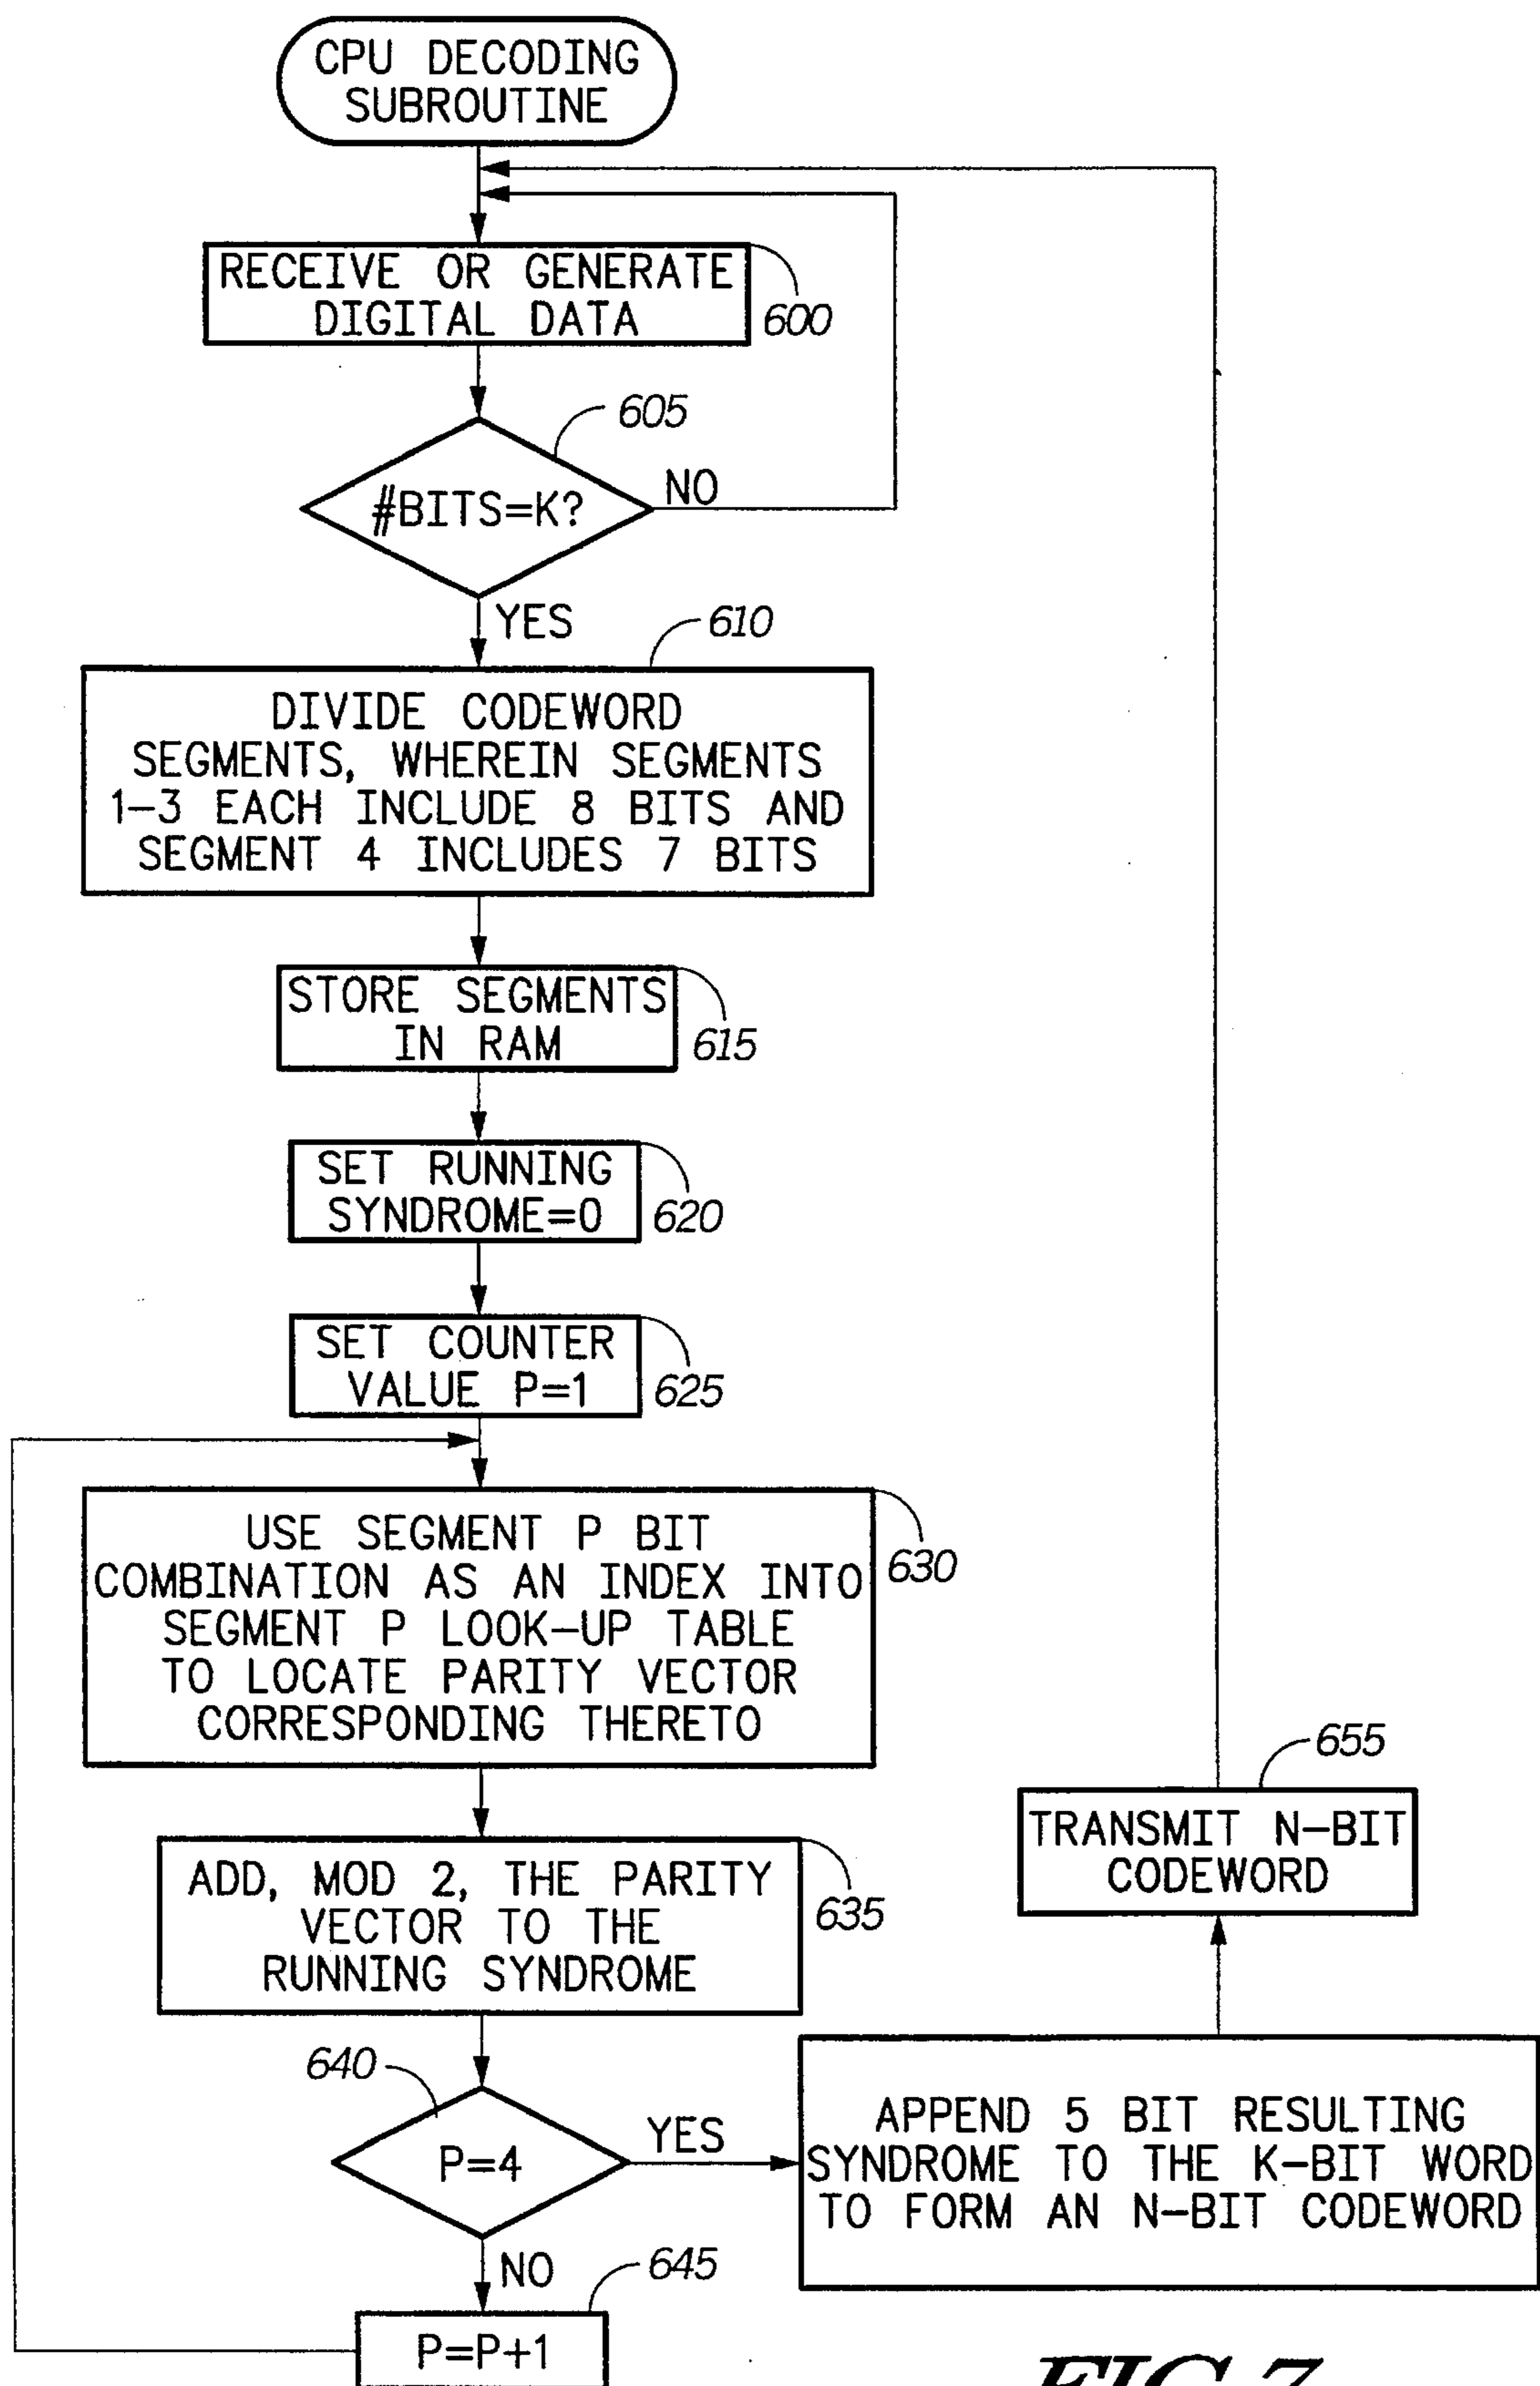 CPU DECODING
SUBROUTINE
RECEIVE OR GENERATE
DIGITAL DATA
600
605
#BITS=K?
NO
YES
610
DIVIDE CODEWORD
SEGMENTS, WHEREIN SEGMENTS
1-3 EACH INCLUDE 8 BITS AND
SEGMENT 4 INCLUDES 7 BITS
STORE SEGMENTS
IN RAM
615
SET RUNNING
SYNDROME=0
620
SET COUNTER
VALUE P=1
625
USE SEGMENT P BIT
COMBINATION AS AN INDEX INTO
SEGMENT P LOOK-UP TABLE
TO LOCATE PARITY VECTOR
CORRESPONDING THERETO
630
ADD, MOD 2, THE PARITY
VECTOR TO THE
RUNNING SYNDROME
635
640
P=4
YES
NO
645
P=P+1
APPEND 5 BIT RESULTING
SYNDROME TO THE K-BIT WORD
TO FORM AN N-BIT CODEWORD
655
TRANSMIT N-BIT
CODEWORD
FIG.7